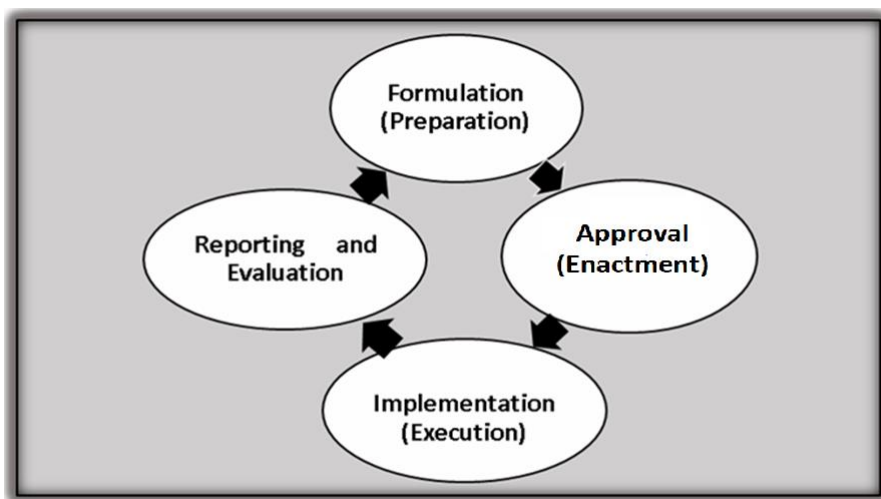 Formulation
(Preparation)
Approval
(Enactment)
Reporting and
Evaluation
Implementation
(Execution)